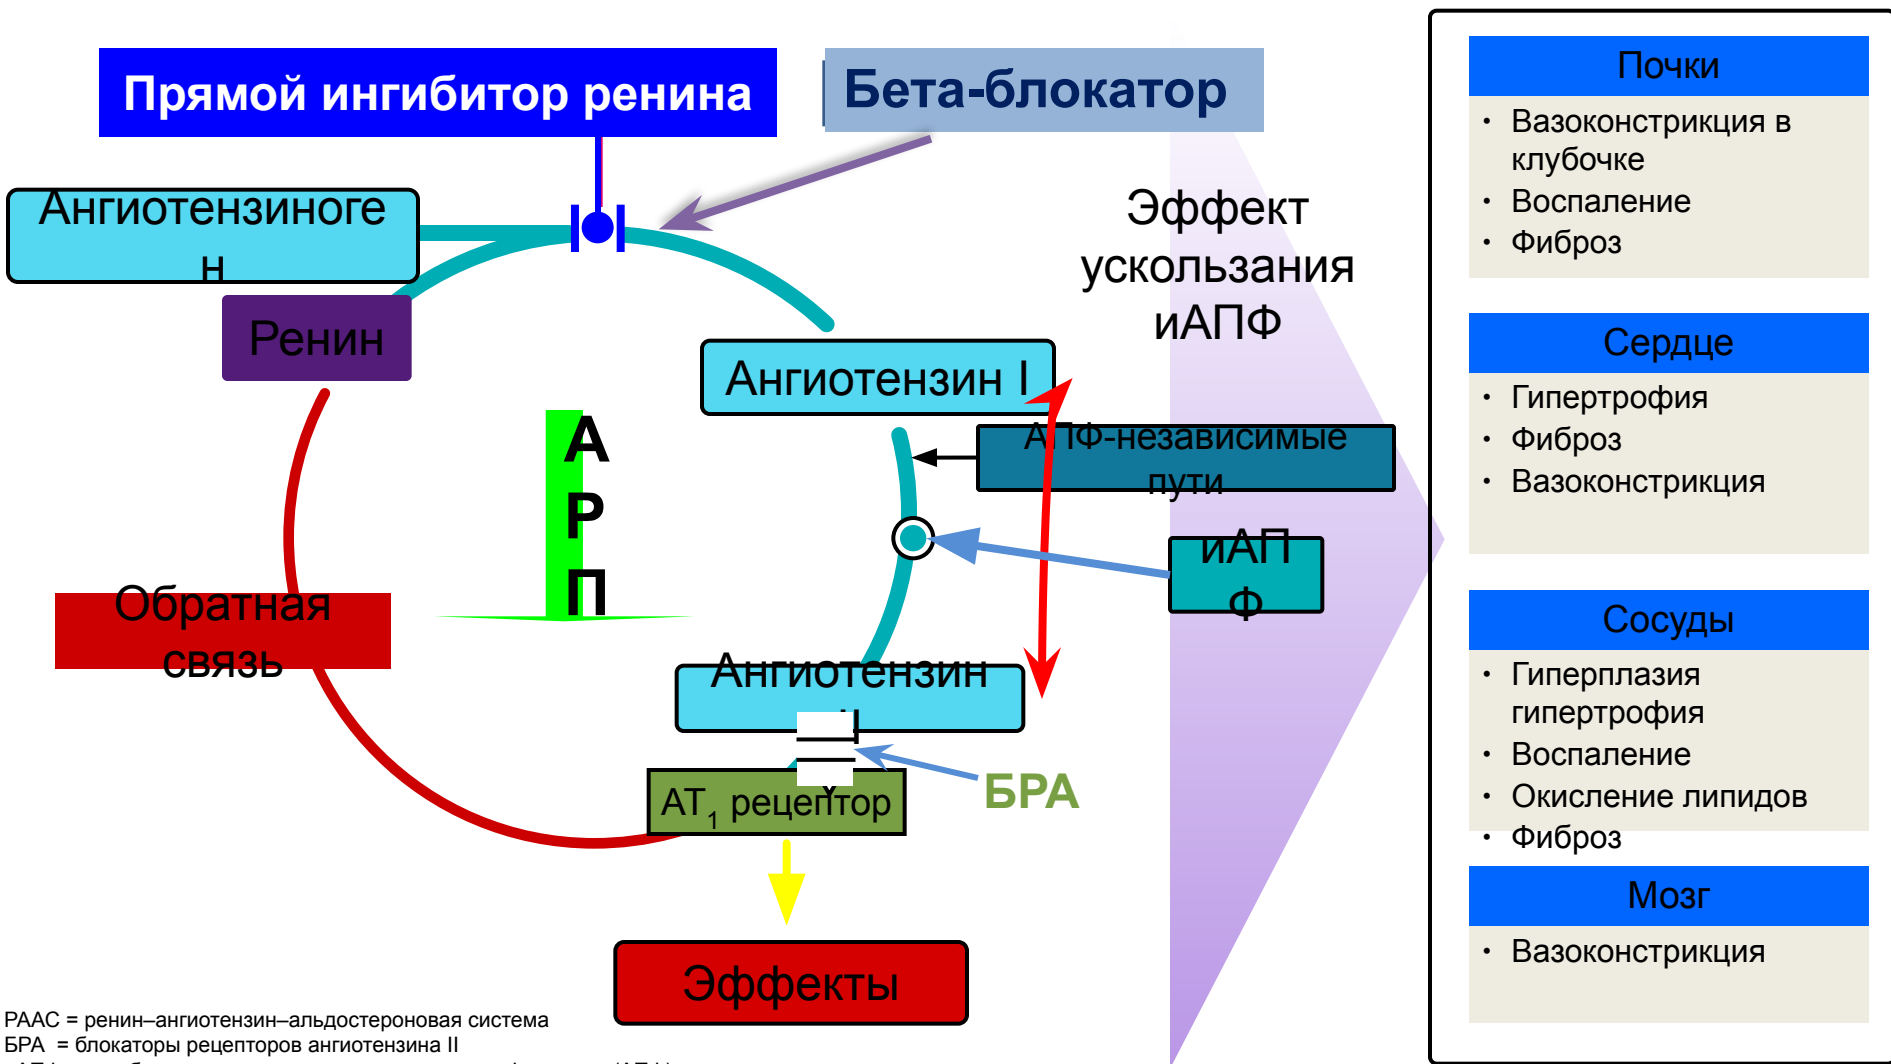 Прямой ингибитор ренина
Бета-блокатор
Ангиотензиноге
н
Ренин
Эффект
ускользания
иАПФ
Ангиотензин I
А
Р
П
АПФ-независимые
пути
иАП
Ф
Обратная
связь
Ангиотензин
АТ1 рецептор
БРА
Эффекты
РААС = ренин–ангиотензин–альдостероновая система
БРА = блокаторы рецепторов ангиотензина II
Почки
• Вазоконстрикция в
клубочке
• Воспаление
• Фиброз
Сердце
• Гипертрофия
• Фиброз
• Вазоконстрикция
Сосуды
• Гиперплазия
гипертрофия
• Воспаление
• Окисление липидов
• Фиброз
Мозг
• Вазоконстрикция